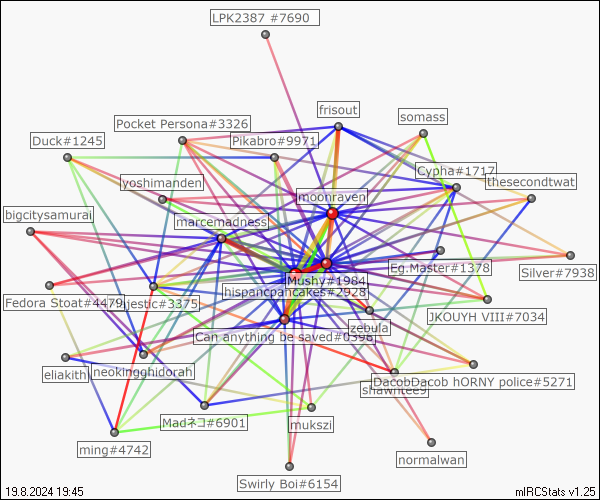 LPK2387 #7690
frisout
somass
Pocket Persona#3326
Duck#1245
Pikabro#9971
Cypha#1717
yoshimanden
thesecondtwat
moonraven
bigcitysamurai
marcemadness
Eg.Master#1378
Silver#7938
Mushy#1984
Fedora Stoat#4479
majestic#3375
hispancpancakes#2928
JKOUYH VIII#7034
zebula
Can anything be saved#0396
eliakith
neokingghidorah
DacobDacob hORNY police#5271
shawntee9
Madネコ#6901
mukszi
ming#4742
normalwan
Swirly Boi#6154
19.8.2024 19:45
mIRCStats v1.25